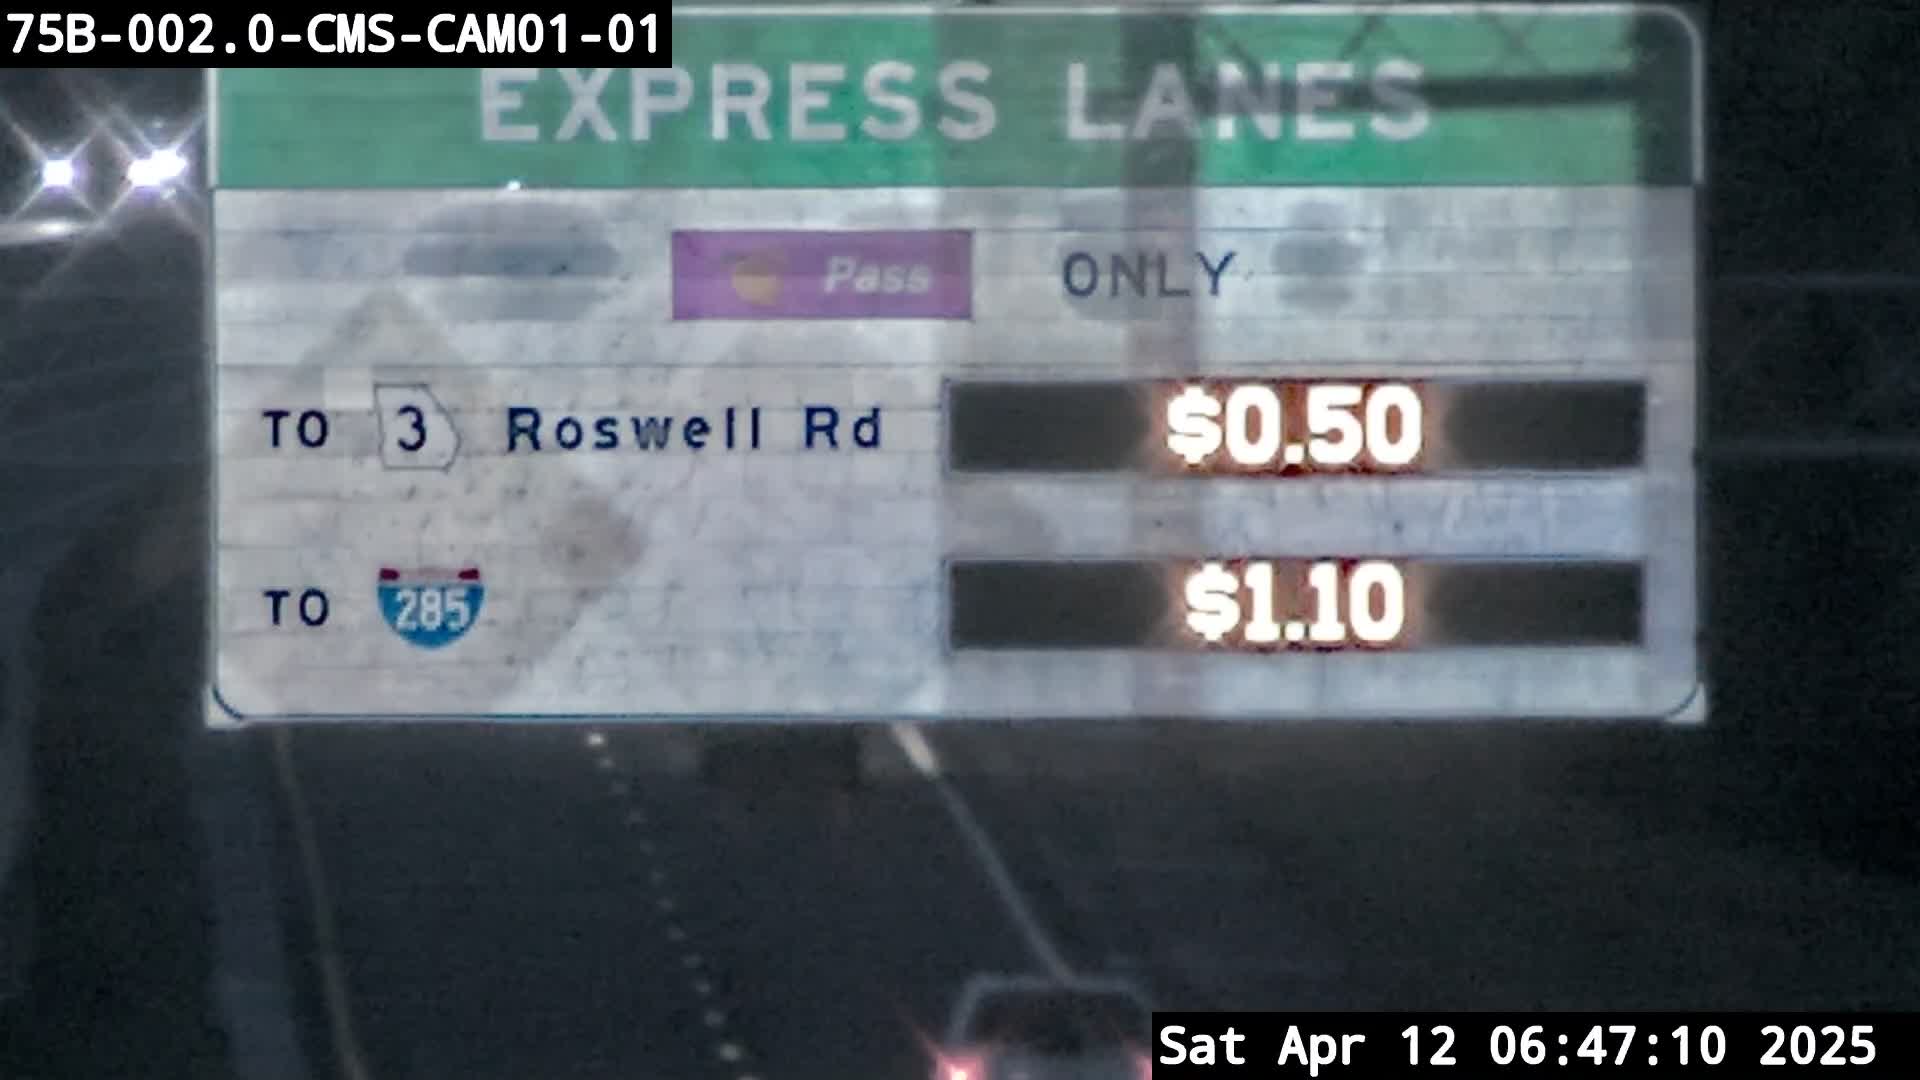 75B-002.0-CMS-CAM01-01
EXPRESS LANES
Pass ONLY
TO 3 Roswell Rd $0.50
TO 285 $1.10
Sat Apr 12 06:47:10 2025